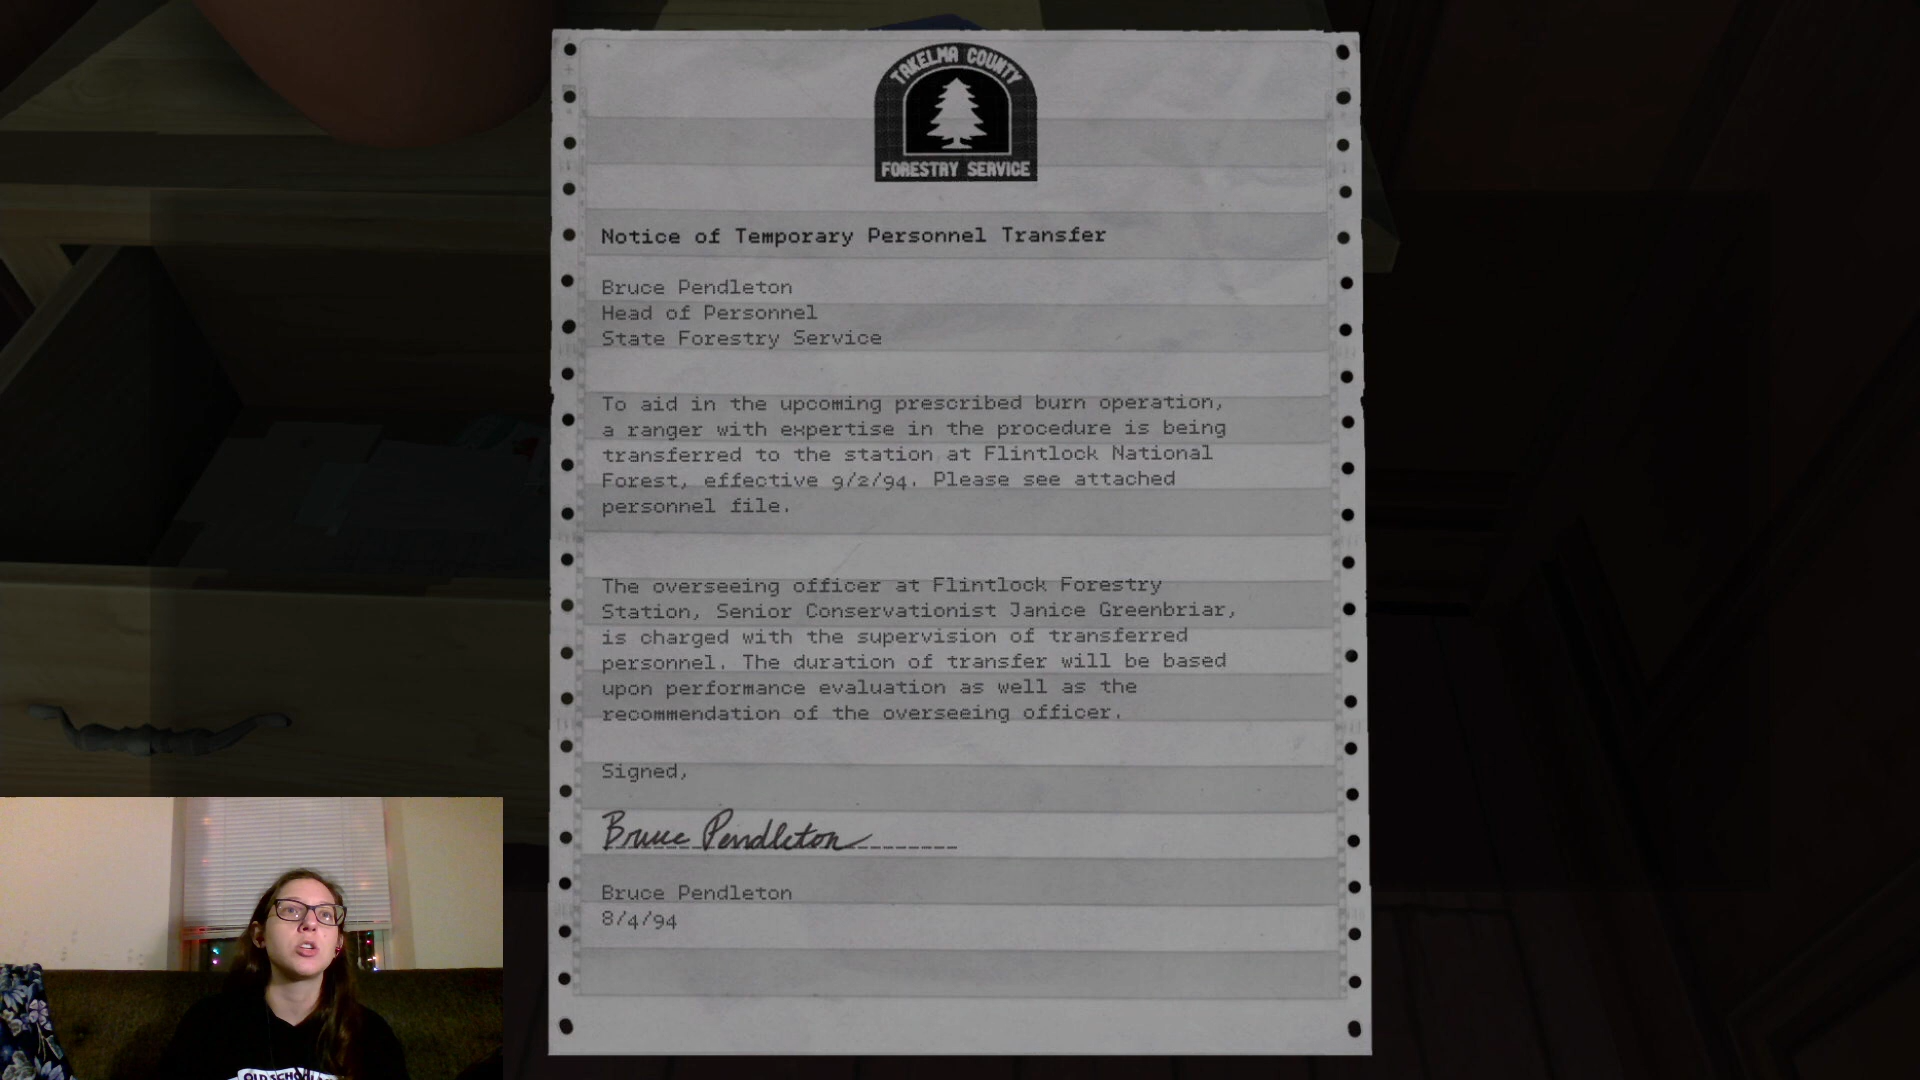 TAKELMA COUNTY
FORESTRY SERVICE
Notice of Temporary Personnel Transfer
Bruce Pendleton
Head of Personnel
State Forestry Service
To aid in the upcoming prescribed burn operation,
a ranger with expertise in the procedure is being
transferred to the station at Flintlock National
Forest, effective 9/2/94. Please see attached
personnel file.
The overseeing officer at Flintlock Forestry
Station, Senior Conservationist Janice Greenbriar,
is charged with the supervision of transferred
personnel. The duration of transfer will be based
upon performance evaluation as well as the
recommendation of the overseeing officer.
Signed,
Bruce Pendleton
Bruce Pendleton
8/4/94
OLD SCHOOL